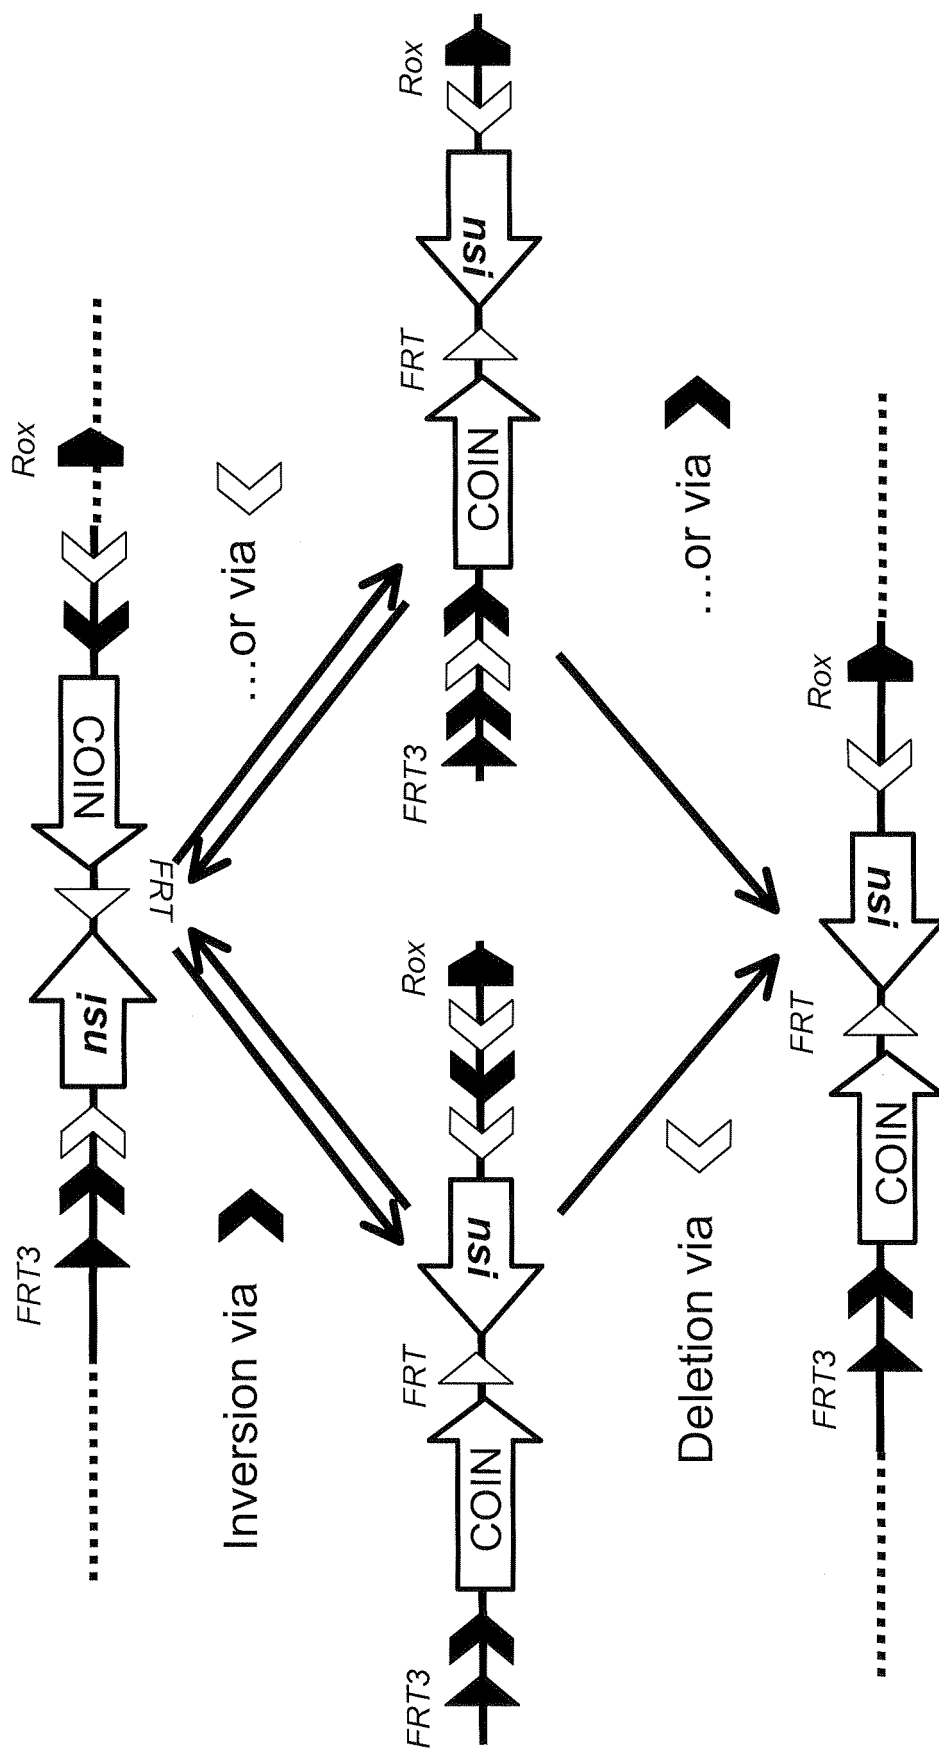 FRT3 Rox
nsi COIN
FRT
Inversion via ...or via
FRT3 FRT Rox FRT3 FRT Rox
COIN nsi COIN nsi
Deletion via ...or via
FRT3 FRT Rox
COIN nsi